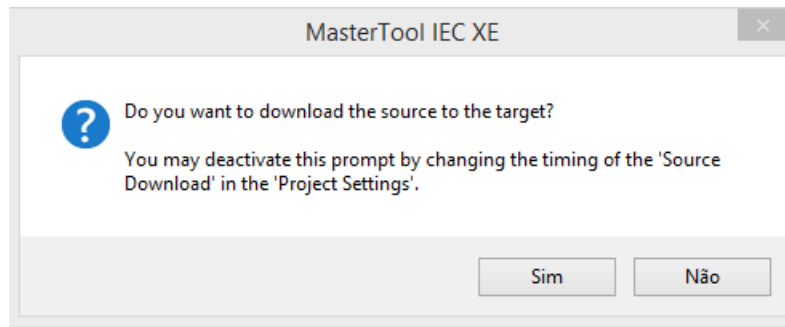 MasterTool IEC XE
Do you want to download the source to the target?
You may deactivate this prompt by changing the timing of the 'Source
Download' in the 'Project Settings'.
Sim
Não